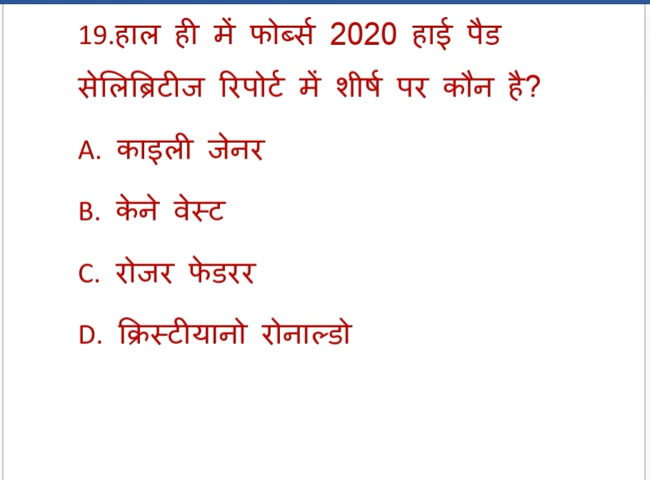 19.हाल ही में फोर्ब्स 2020 हाई पैड
सेलिब्रिटीज रिपोर्ट में शीर्ष पर कौन है?
A. काइली जेनर
B. केने वेस्ट
C. रोजर फेडरर
D. क्रिस्टीयानो रोनाल्डो